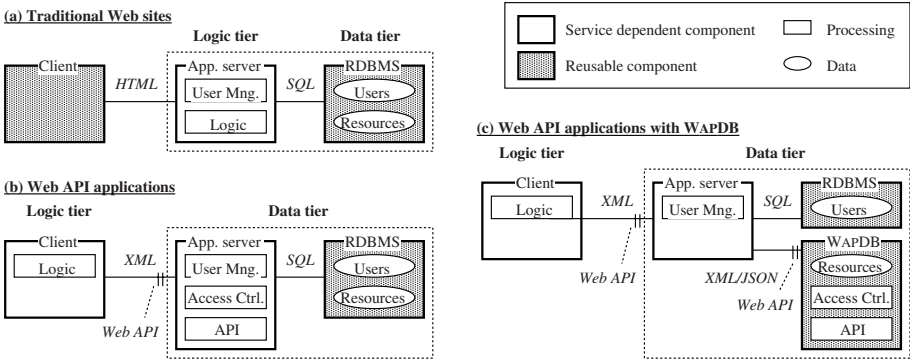 (a) Traditional Web sites
Logic tier
Data tier
Client
HTML
App. server
User Mng.
Logic
SQL
RDBMS
Users
Resources
Service dependent component
Processing
Reusable component
Data
(b) Web API applications
Logic tier
Data tier
Client
Logic
XML
Web API
App. server
User Mng.
Access Ctrl.
API
SQL
RDBMS
Users
Resources
(c) Web API applications with WAPDB
Logic tier
Data tier
Client
Logic
XML
Web API
App. server
User Mng.
SQL
RDBMS
Users
XML/JSON
Web API
WAPDB
Resources
Access Ctrl.
API